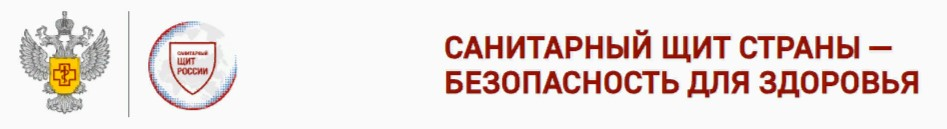 САНИТАРНЫЙ
ЩИТ
РОССИИ
САНИТАРНЫЙ ЩИТ СТРАНЫ —
БЕЗОПАСНОСТЬ ДЛЯ ЗДОРОВЬЯ